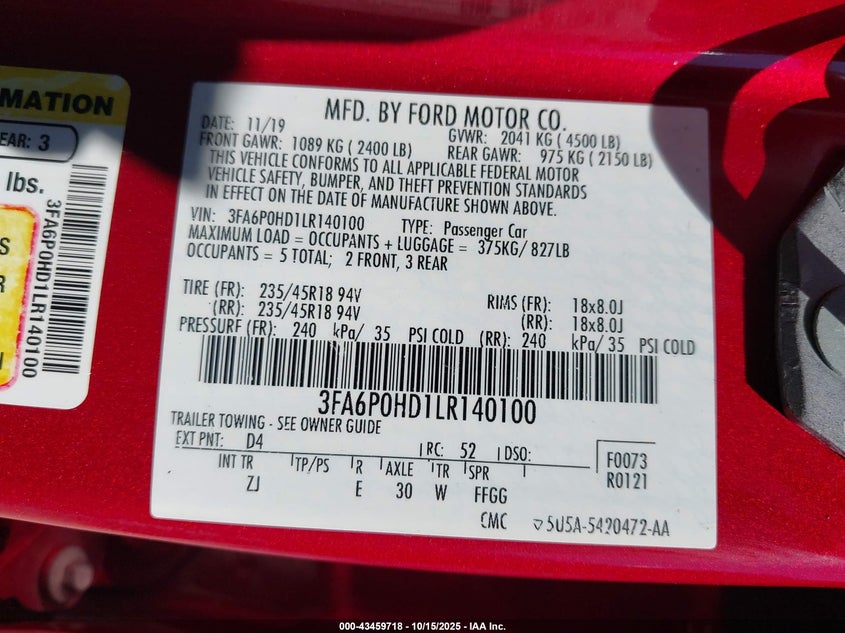 MATION
EAR: 3
lbs.
3FA6P0HD1LR140100
S
R
N
MFD. BY FORD MOTOR CO.
DATE: 11/19 GVWR: 2041 KG ( 4500 LB)
FRONT GAWR: 1089 KG ( 2400 LB) REAR GAWR: 975 KG ( 2150 LB)
THIS VEHICLE CONFORMS TO ALL APPLICABLE FEDERAL MOTOR
VEHICLE SAFETY, BUMPER, AND THEFT PREVENTION STANDARDS
IN EFFECT ON THE DATE OF MANUFACTURE SHOWN ABOVE.
VIN: 3FA6P0HD1LR140100 TYPE: Passenger Car
MAXIMUM LOAD = OCCUPANTS + LUGGAGE = 375KG/ 827LB
OCCUPANTS = 5 TOTAL; 2 FRONT, 3 REAR
TIRE (FR): 235/45R18 94V RIMS (FR): 18x8.0J
(RR): 235/45R18 94V (RR): 18x8.0J
PRESSURF (FR): 240 kPa/ 35 PSI COLD (RR): 240 kPa/ 35 PSI COLD
3FA6P0HD1LR140100
TRAILER TOWING - SEE OWNER GUIDE
EXT PNT: D4 RC: 52 DSO: F0073
INT TR TP/PS R AXLE TR SPR R0121
ZJ E 30 W FFGG
CMC 5U5A-5420472-AA
000-43459718 - 10/15/2025 - IAA Inc.